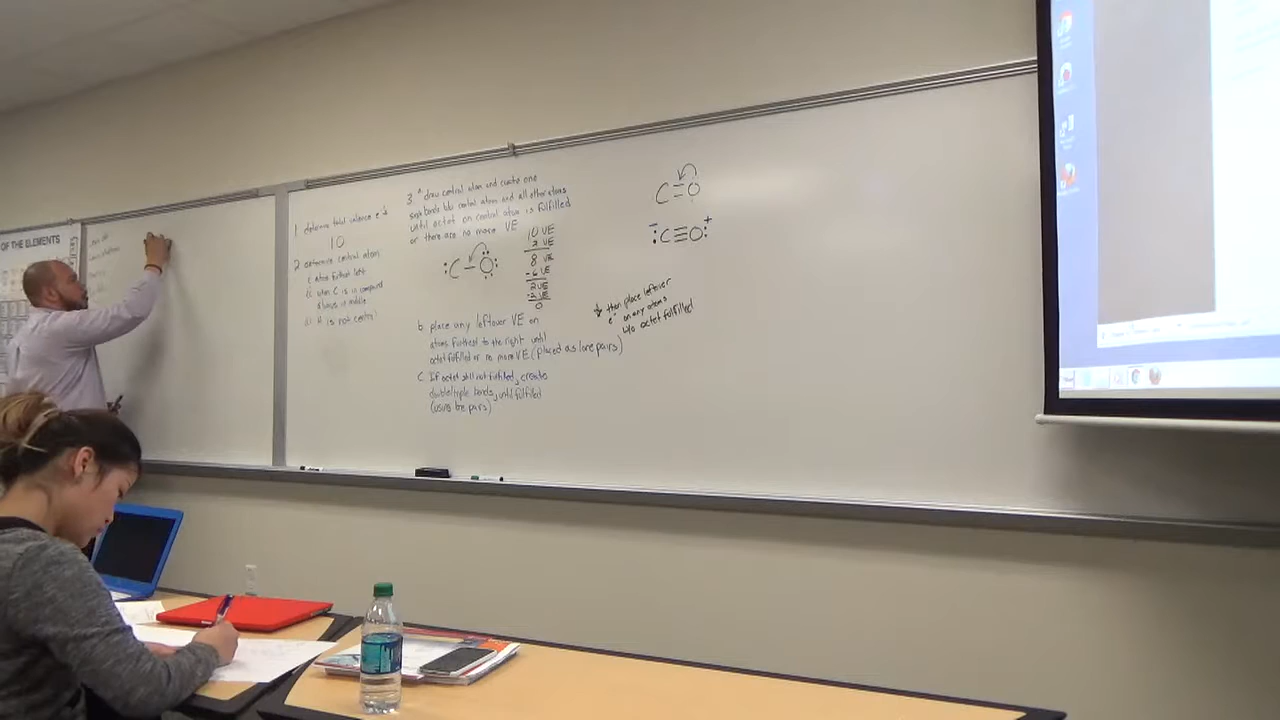 OF THE ELEMENTS
1 determine total valence e⁻'s
10
2 determine central atom
i. atom furthest left
ii. when C is in compound
always in middle
iii. H is not central
3 a draw central atom and create one
single bonds b/w central atom and all other atoms
until octet on central atom is fulfilled
or there are no more VE
:C–O
10 VE
2 VE
8 VE
-6 VE
2 VE
-2 VE
0
b place any leftover VE on
atoms furthest to the right until
octet fulfilled or no more VE (placed as lone pairs)
then place leftover
e⁻ on any atoms
w/o octet fulfilled
c If octet still not fulfilled, create
double/triple bonds, until fulfilled
(using lone pairs)
C=O
:C≡O:
- +